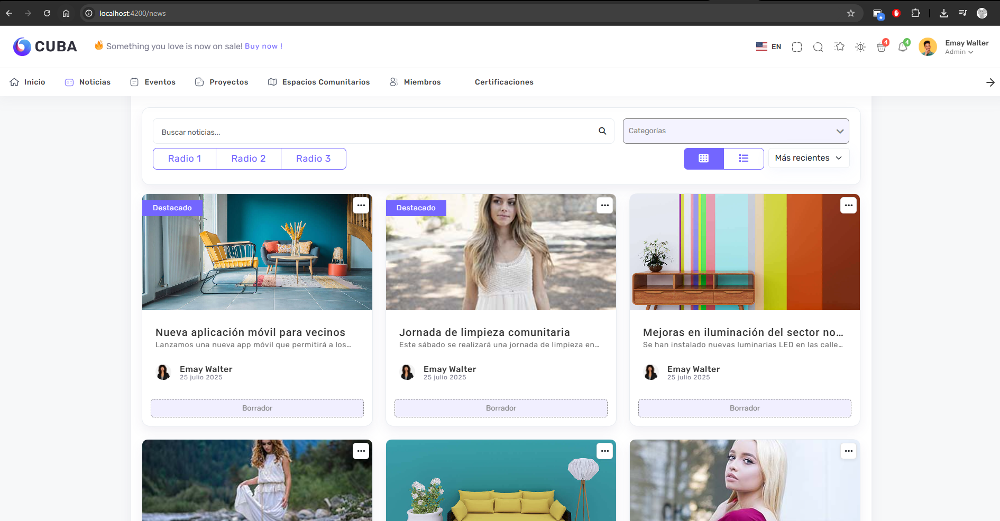 localhost:4200/news
CUBA
Something you love is now on sale! Buy now !
EN
4
4
Emay Walter
Admin
Inicio
Noticias
Eventos
Proyectos
Espacios Comunitarios
Miembros
Certificaciones
Buscar noticias...
Categorías
Radio 1
Radio 2
Radio 3
Más recientes
Destacado
Destacado
Nueva aplicación móvil para vecinos
Lanzamos una nueva app móvil que permitirá a los...
Emay Walter
25 julio 2025
Borrador
Jornada de limpieza comunitaria
Este sábado se realizará una jornada de limpieza en...
Emay Walter
25 julio 2025
Borrador
Mejoras en iluminación del sector no...
Se han instalado nuevas luminarias LED en las calle...
Emay Walter
25 julio 2025
Borrador